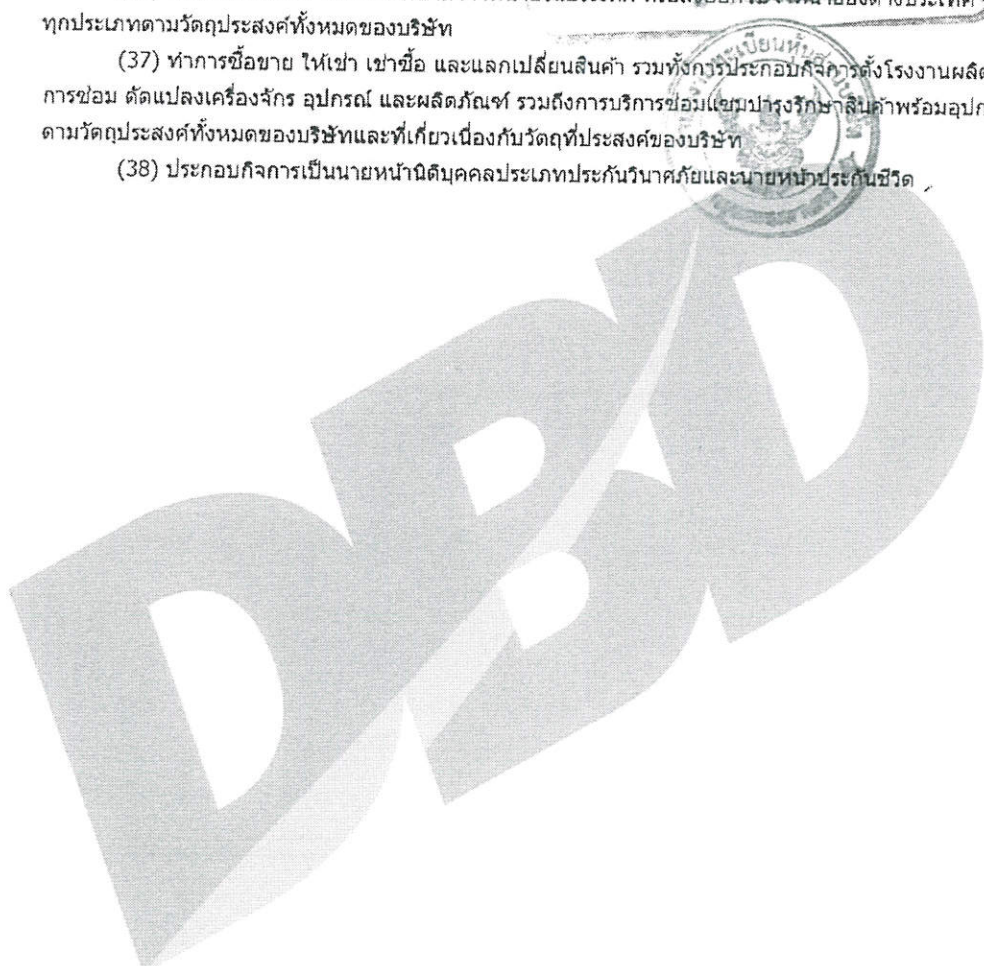 ทุกประเภทตามวัตถุประสงค์ทั้งหมดของบริษัท
(37) ทำการซื้อขาย ให้เช่า เช่าซื้อ และแลกเปลี่ยนสินค้า รวมทั้งการประกอบกิจการตั้งโรงงานผลิต
การซ่อม ดัดแปลงเครื่องจักร อุปกรณ์ และผลิตภัณฑ์ รวมถึงการบริการซ่อมแซมบำรุงรักษาสินค้าพร้อมอุปก
ตามวัตถุประสงค์ทั้งหมดของบริษัทและที่เกี่ยวเนื่องกับวัตถุที่ประสงค์ของบริษัท
(38) ประกอบกิจการเป็นนายหน้านิติบุคคลประเภทประกันวินาศภัยและนายหน้าประกันชีวิต
DBD